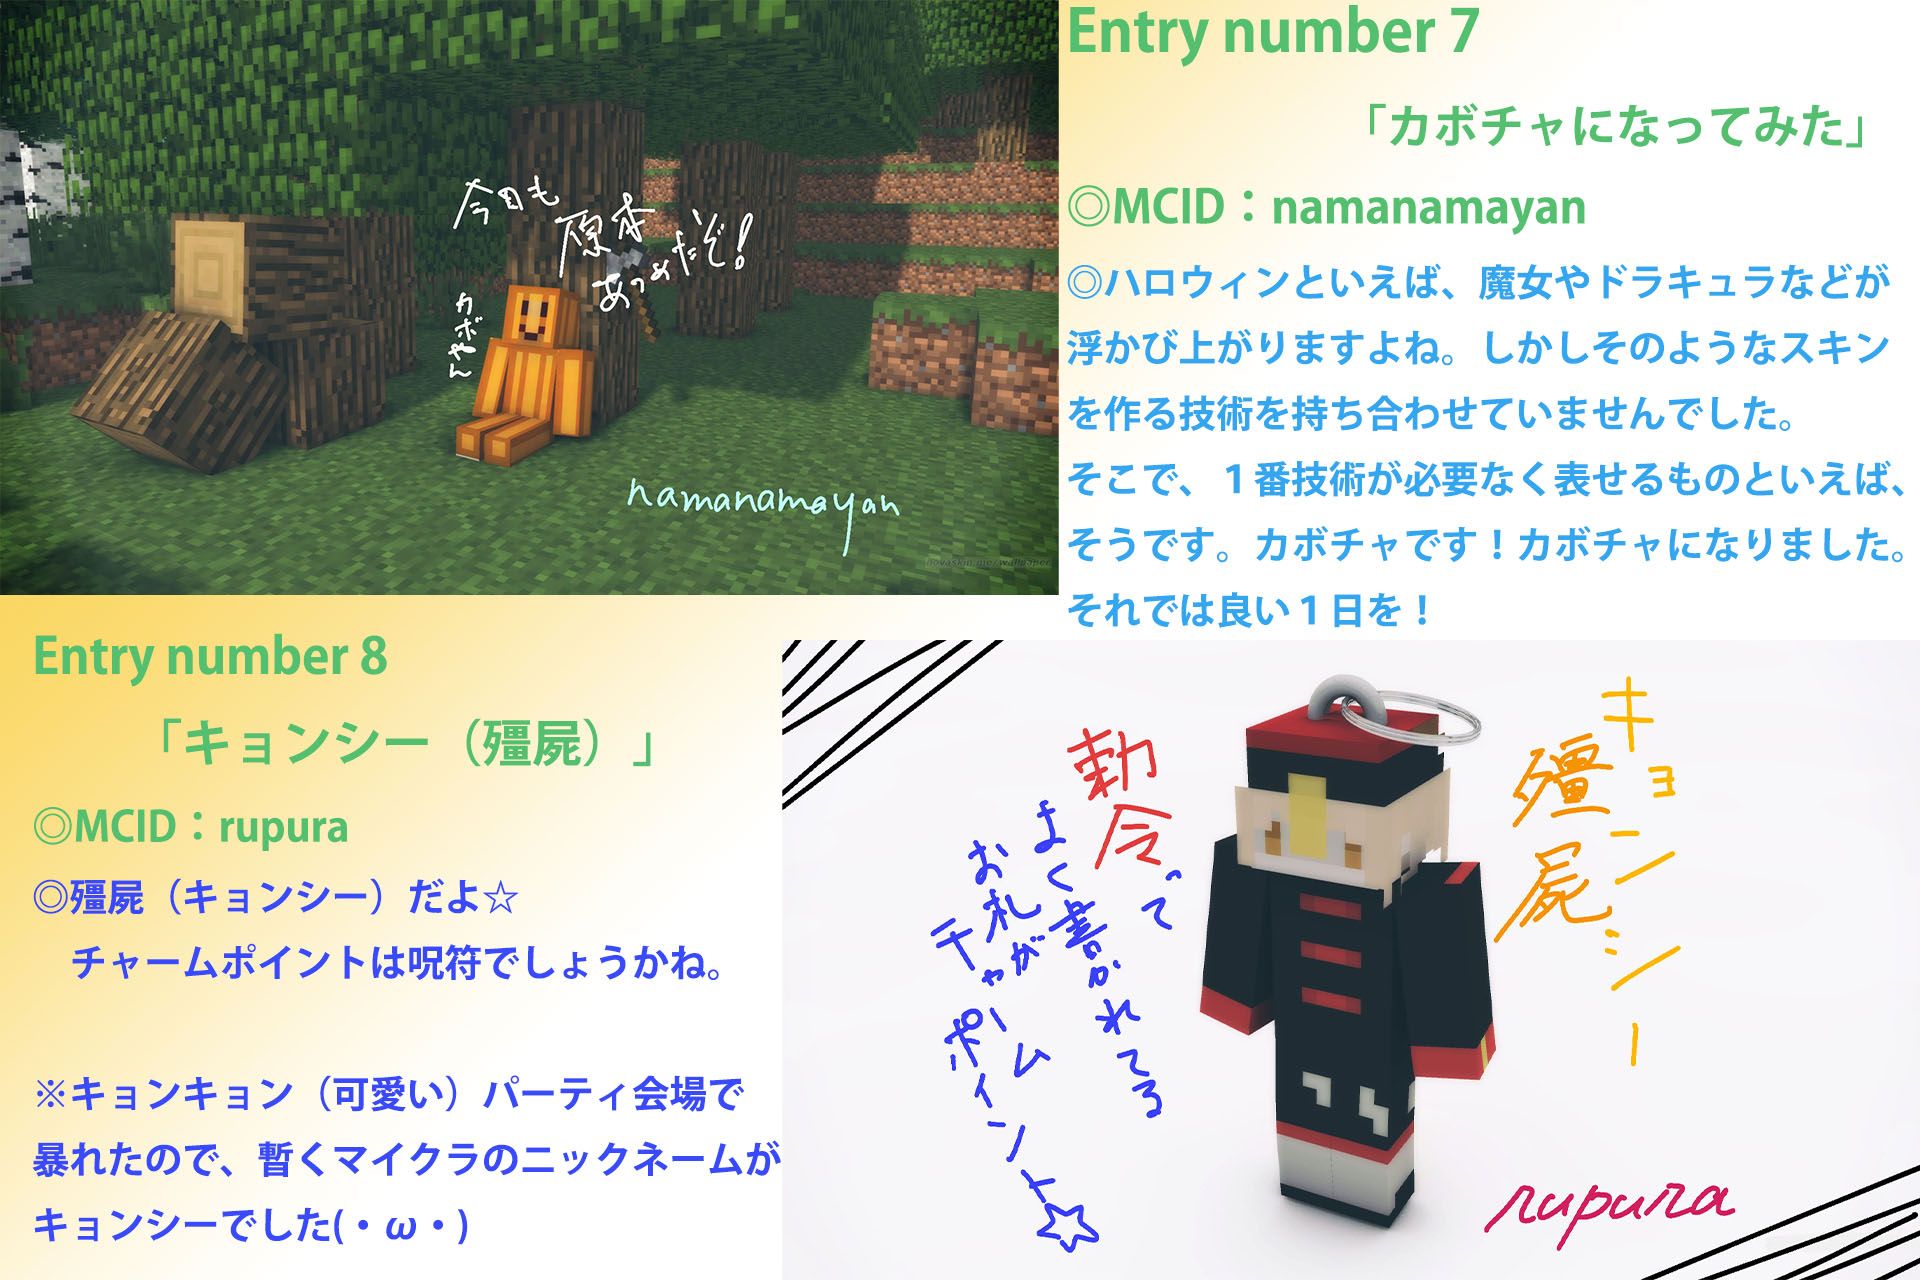 今日も
原木
あつめたぞ!
カボやん
namanamayan
novaskin.me/wallpaper
Entry number 7
「カボチャになってみた」
◎MCID：namanamayan
◎ハロウィンといえば、魔女やドラキュラなどが
浮かび上がりますよね。しかしそのようなスキン
を作る技術を持ち合わせていませんでした。
そこで、１番技術が必要なく表せるものといえば、
そうです。カボチャです！カボチャになりました。
それでは良い１日を！
Entry number 8
「キョンシー（殭屍）」
◎MCID：rupura
◎殭屍（キョンシー）だよ☆
チャームポイントは呪符でしょうかね。
※キョンキョン（可愛い）パーティ会場で
暴れたので、暫くマイクラのニックネームが
キョンシーでした(・ω・)
キョンシー
殭屍
勅令って
よく書かれてる
お札が
チャームポイント☆
rupura